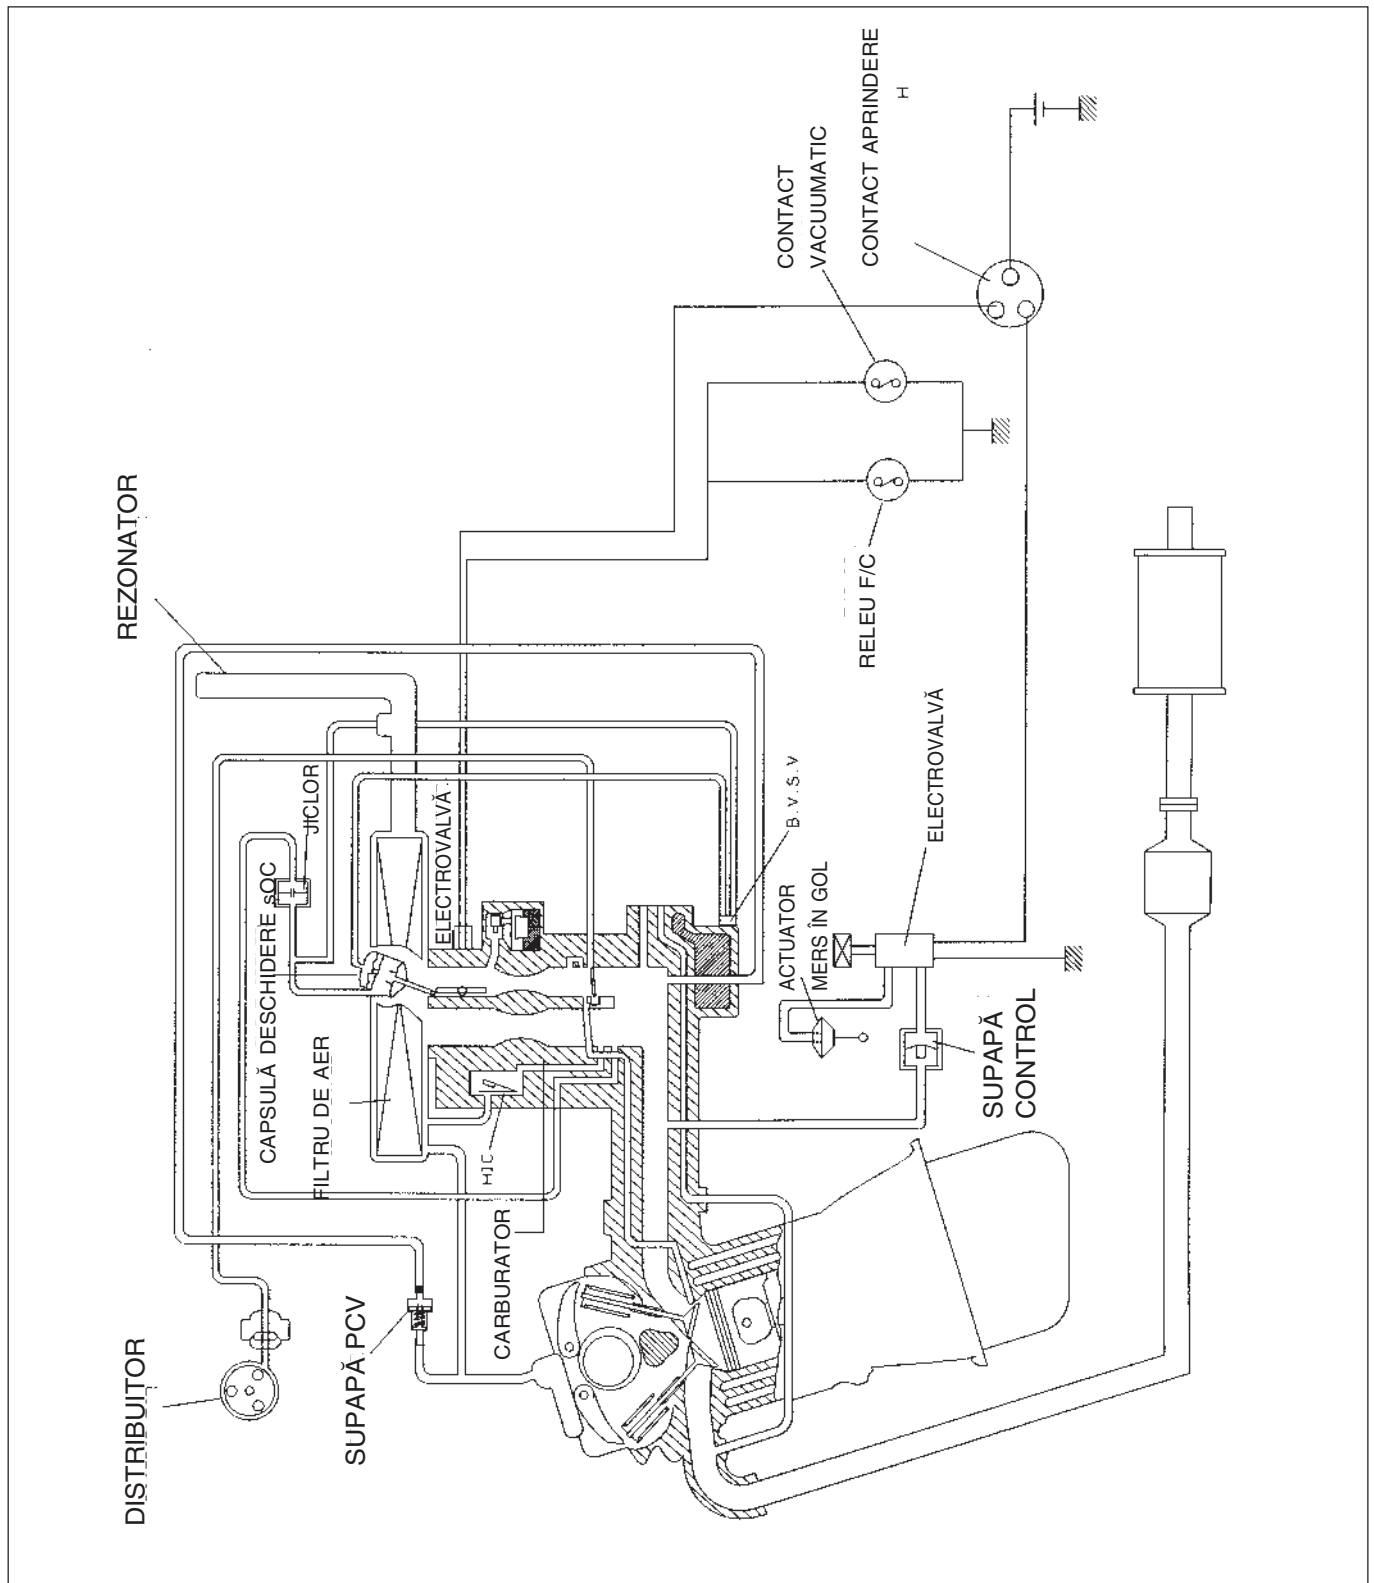 DISTRIBUITOR
SUPAPĂ PCV
REZONATOR
CAPSULĂ DESCHIDERE sOC
JICLOR
FILTRU DE AER
ELECTROVALVĂ
HIC
CARBURATOR
B.V.S.V
ACTUATOR
MERS ÎN GOL
ELECTROVALVĂ
SUPAPĂ
CONTROL
RELEU F/C
CONTACT
VACUUMATIC
CONTACT APRINDERE
H